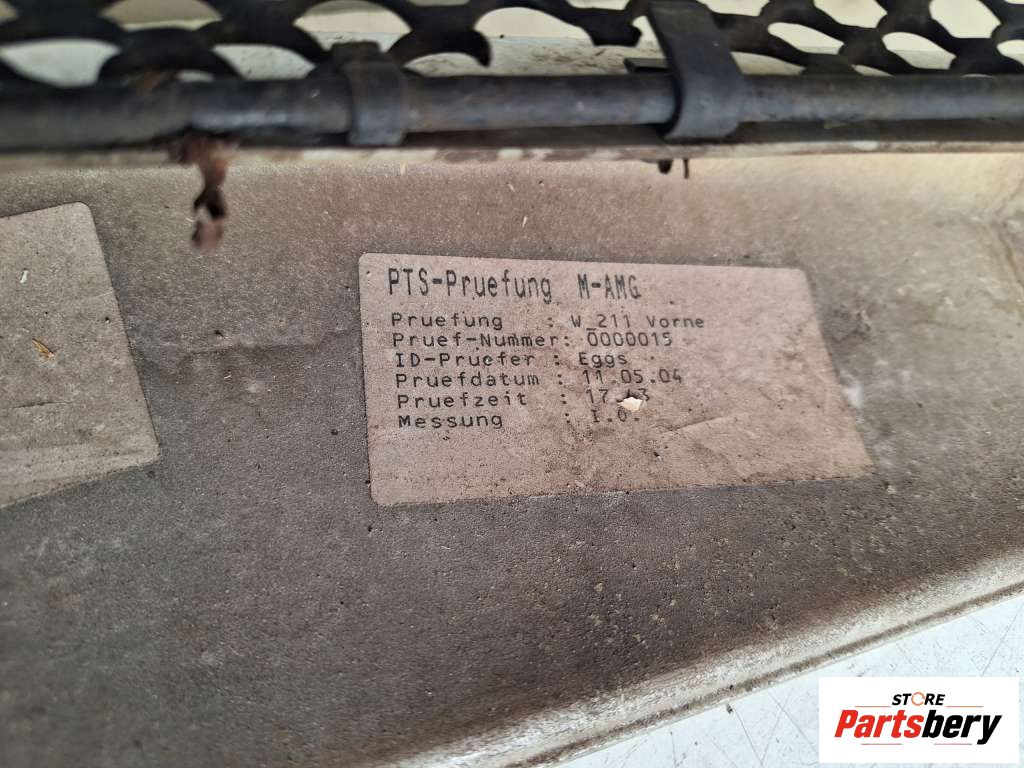 PTS-Pruefung M-AMG
Pruefung : W_211 Vorne
Pruef-Nummer: 0000015
ID-Pruefer : Eggs
Pruefdatum : 11.05.04
Pruefzeit :
Messung : I.O.
STORE
Partsbery